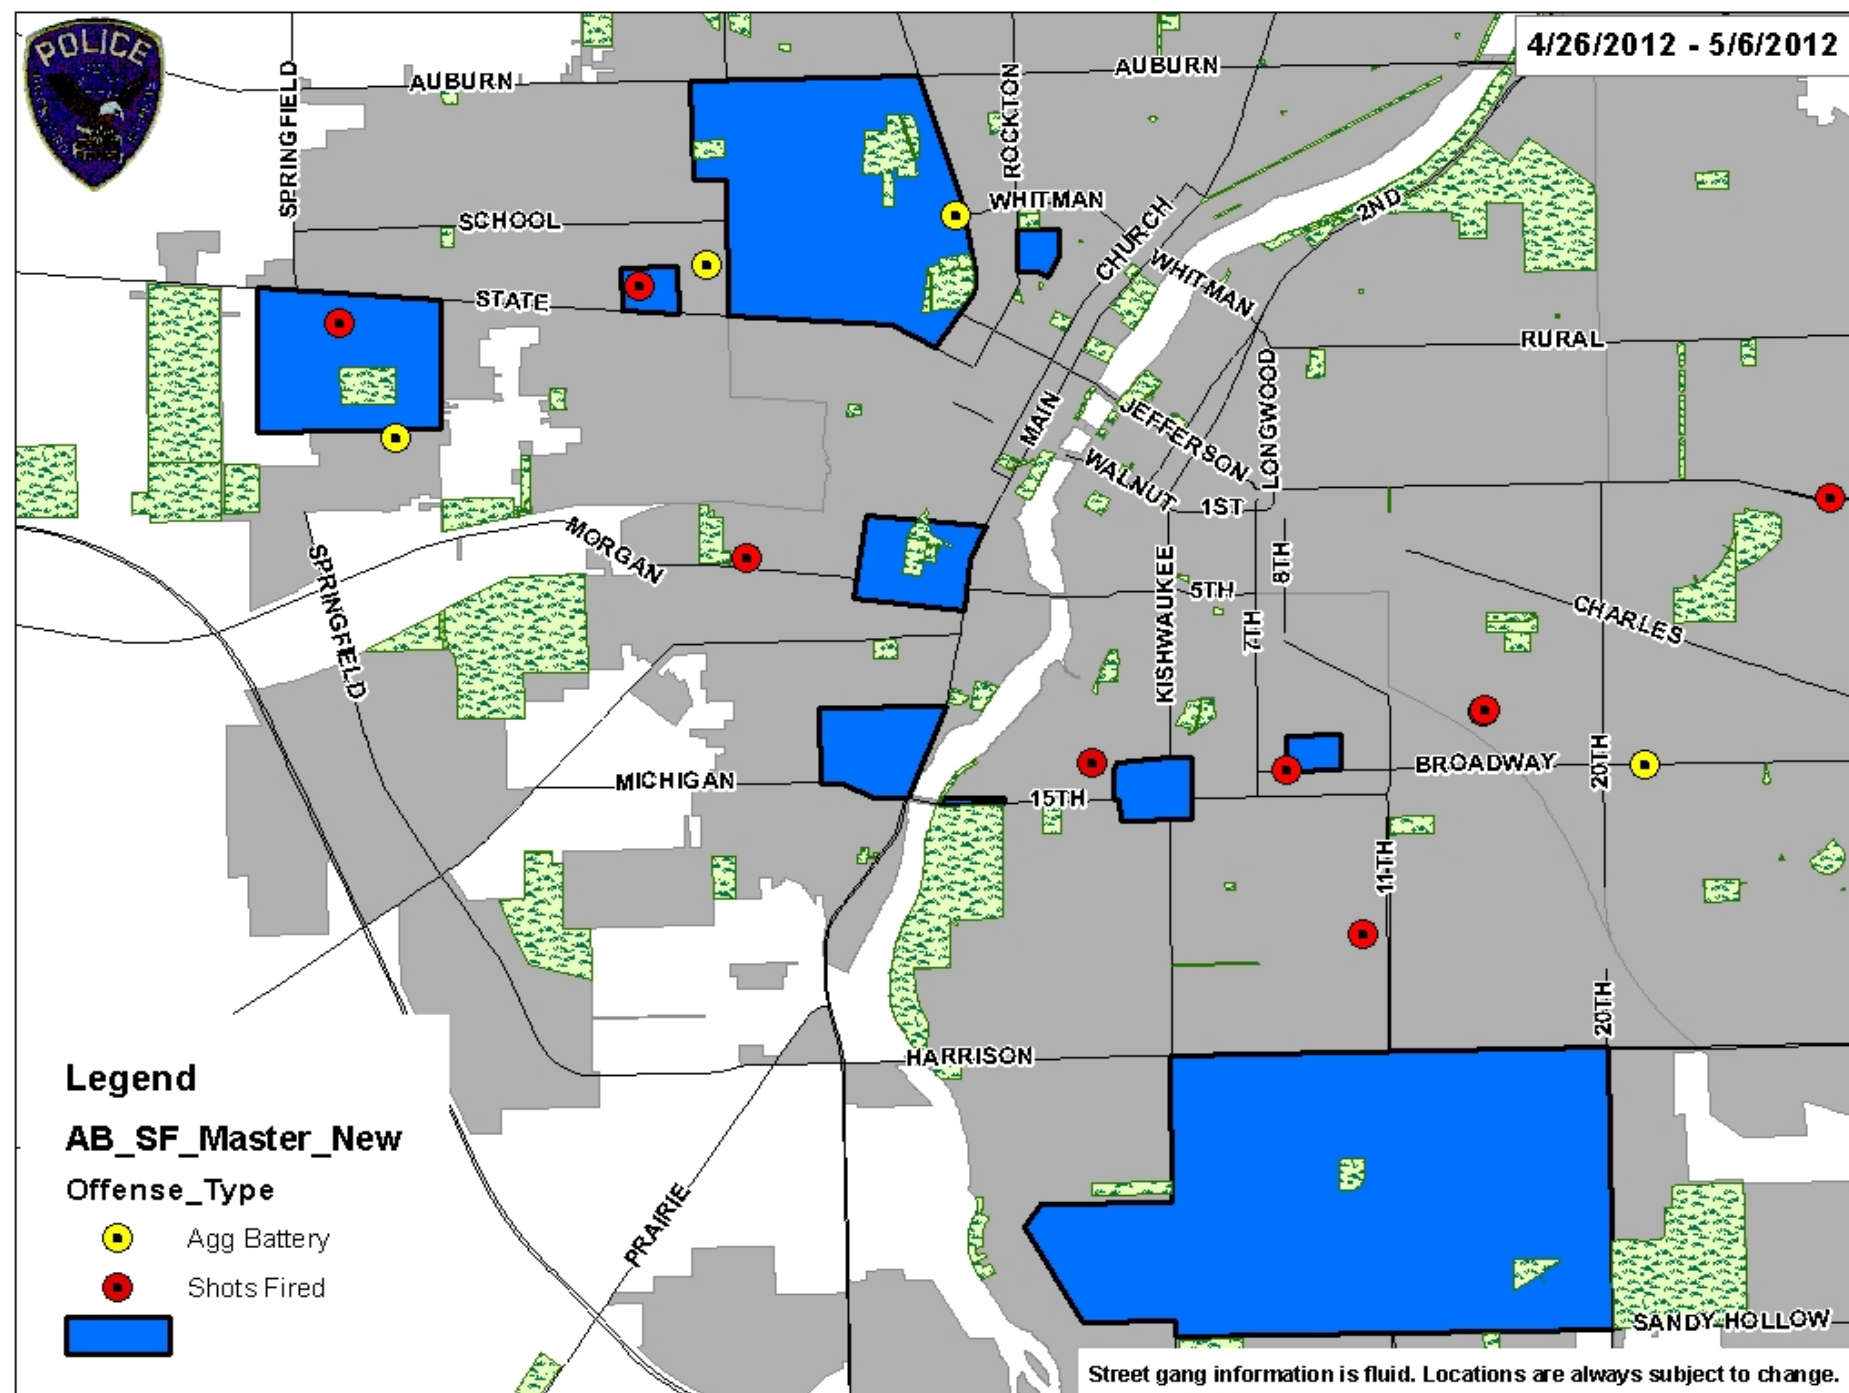 POLICE
4/26/2012 - 5/6/2012
AUBURN
AUBURN
SPRINGFIELD
ROCKTON
SCHOOL
WHITMAN
2ND
CHURCH
WHITMAN
STATE
RURAL
LONGWOOD
MAIN
JEFFERSON
WALNUT
1ST
MORGAN
SPRINGFIELD
KISHWAUKEE
8TH
5TH
7TH
CHARLES
MICHIGAN
15TH
BROADWAY
20TH
11TH
20TH
HARRISON
PRAIRIE
SANDY HOLLOW
Legend
AB_SF_Master_New
Offense_Type
Agg Battery
Shots Fired
Street gang information is fluid. Locations are always subject to change.